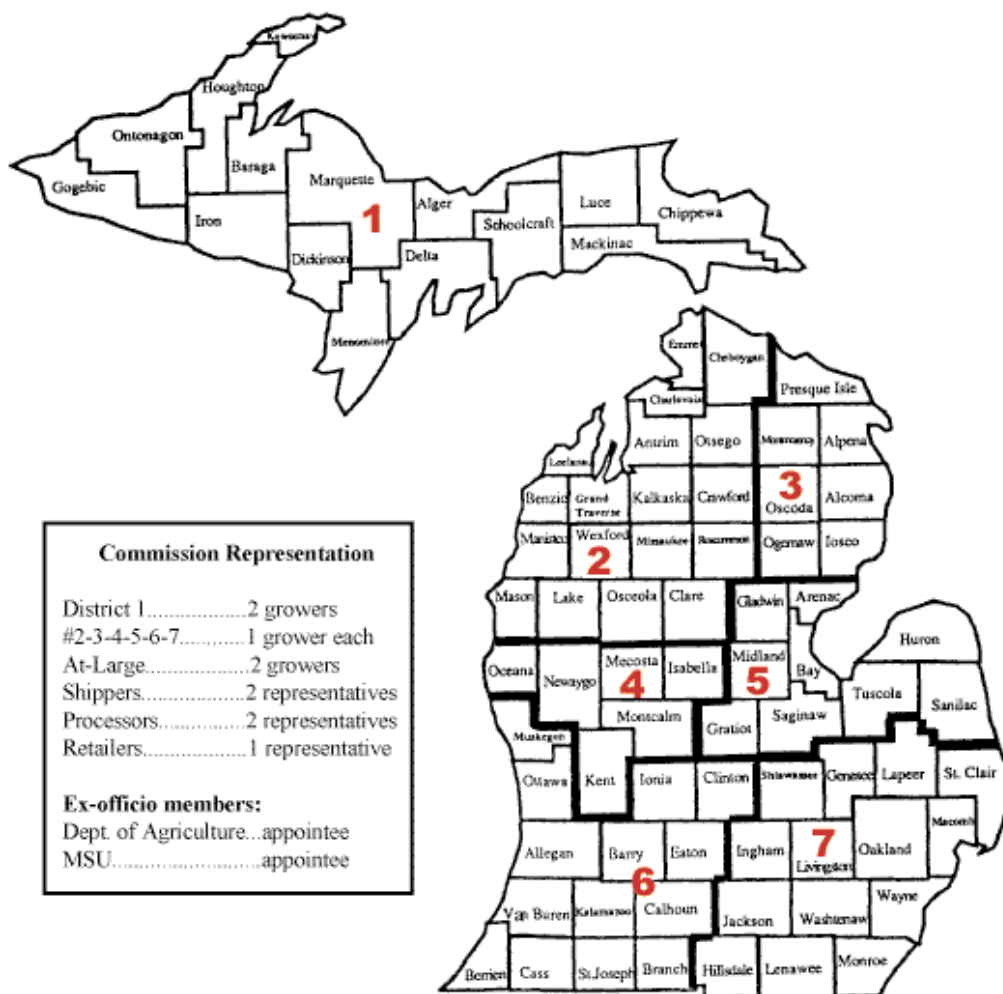 Keweenaw
Houghton
Ontonagon
Baraga
Gogebic
Marquette
Alger
Luce
Chippewa
Iron
1
Schoolcraft
Mackinac
Dickinson
Delta
Menominee
Emmet
Cheboygan
Presque Isle
Charlevoix
Antrim
Otsego
Montmorency
Alpena
Leelanau
3
Benzie
Grand
Traverse
Kalkaska
Crawford
Oscoda
Alcoma
Manistee
Wexford
Missaukee
Roscommon
Ogemaw
Iosco
2
Mason
Lake
Osceola
Clare
Gladwin
Arenac
Huron
Oceana
Newaygo
Mecosta
Isabella
Midland
Bay
4
5
Tuscola
Sanilac
Montcalm
Gratiot
Saginaw
Muskegon
Ottawa
Kent
Ionia
Clinton
Shiawassee
Genesee
Lapeer
St. Clair
Macomb
7
Allegan
Barry
Eaton
Ingham
Livingston
Oakland
6
Van Buren
Kalamazoo
Calhoun
Jackson
Washtenaw
Wayne
Berrien
Cass
St.Joseph
Branch
Hillsdale
Lenawee
Monroe
Commission Representation
District 1....................2 growers
#2-3-4-5-6-7...........1 grower each
At-Large..................2 growers
Shippers..................2 representatives
Processors...............2 representatives
Retailers..................1 representative
Ex-officio members:
Dept. of Agriculture...appointee
MSU.........................appointee